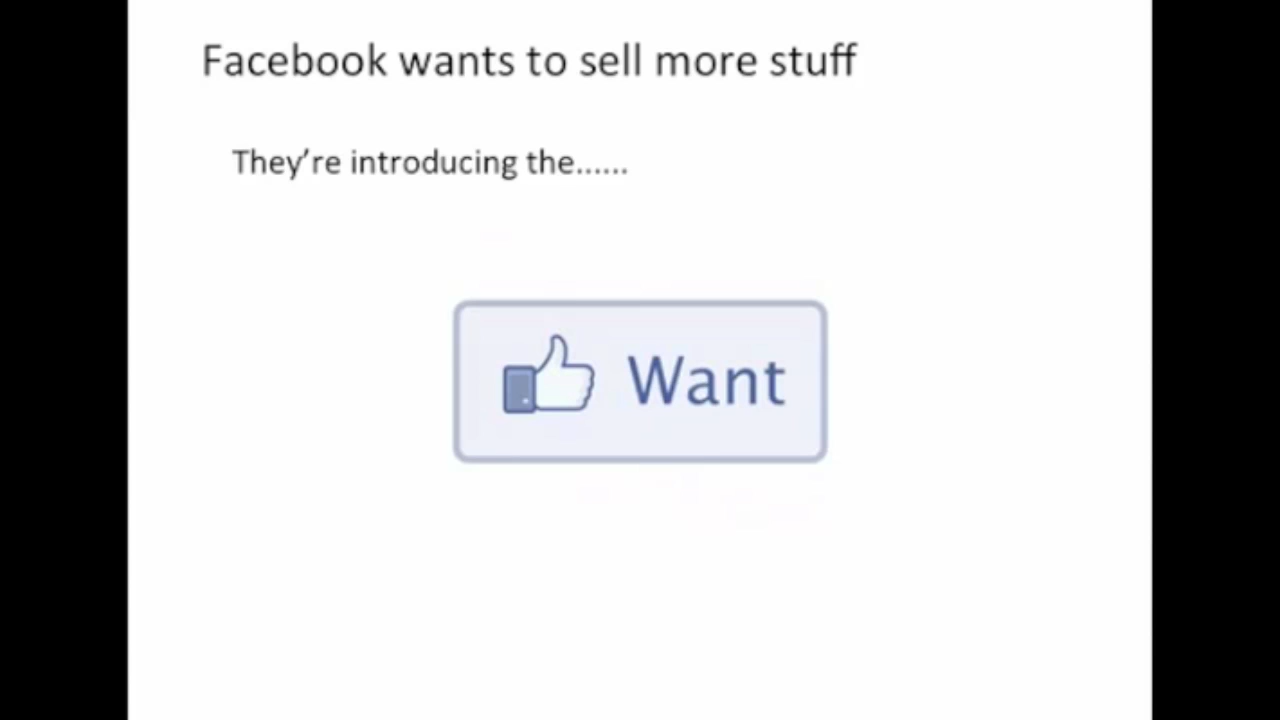 Facebook wants to sell more stuff
They’re introducing the......
Want